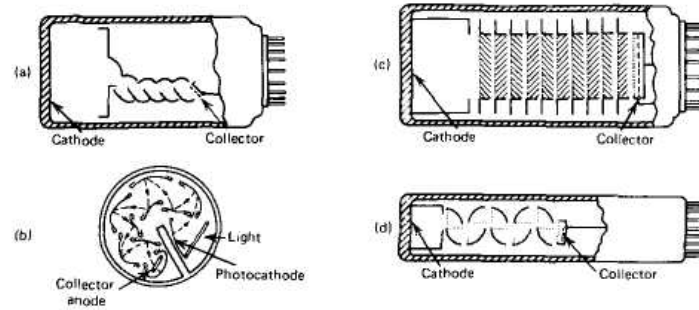 (a)
Cathode
Collector
(b)
Light
Photocathode
Collector
anode
(c)
Cathode
Collector
(d)
Cathode
Collector